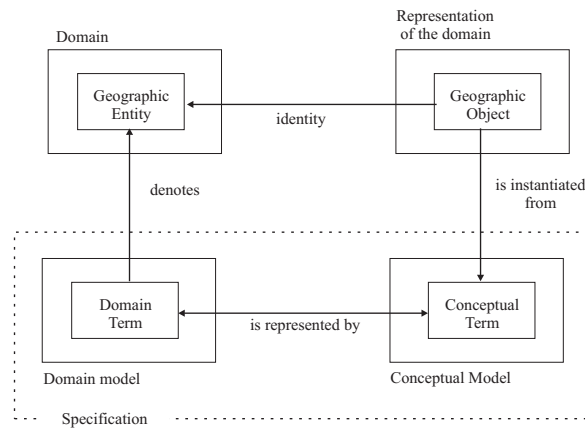 Domain
Representation
of the domain
Geographic
Entity
Geographic
Object
identity
denotes
is instantiated
from
Domain
Term
Conceptual
Term
is represented by
Domain model
Conceptual Model
Specification